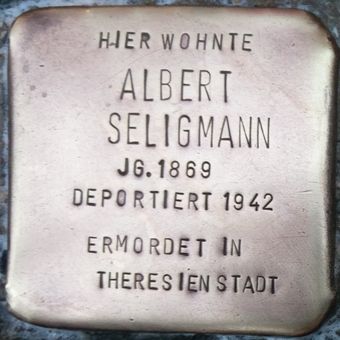 HIER WOHNTE
ALBERT
SELIGMANN
JG. 1869
DEPORTIERT 1942
ERMORDET IN
THERESIENSTADT